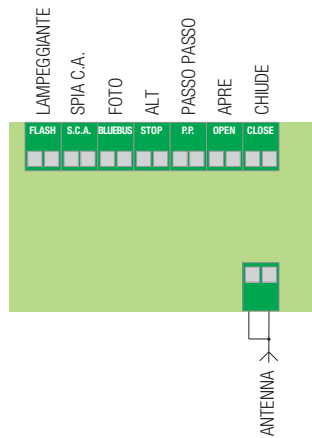 LAMPEGGIANTE
SPIA C.A.
FOTO
ALT
PASSO PASSO
APRE
CHIUDE
FLASH
S.C.A.
BLUEBUS
STOP
P.P.
OPEN
CLOSE
ANTENNA